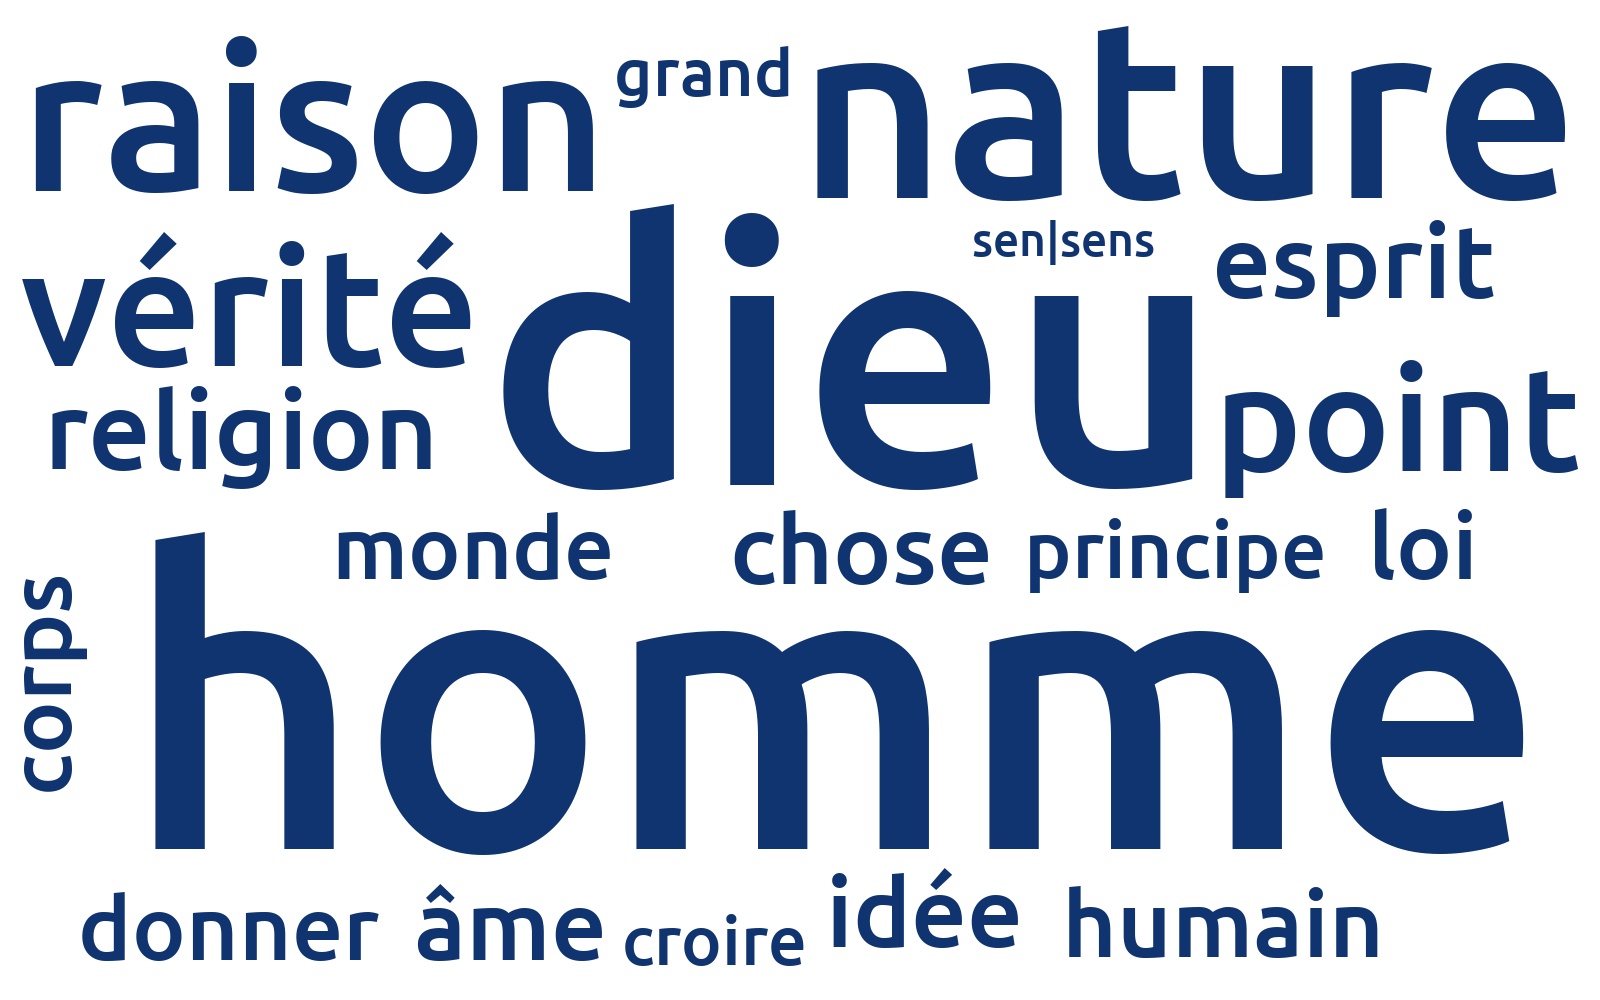 raison grand nature
vérité dieu sen|sens esprit
religion point
monde chose principe loi
corps homme
donner âme croire idée humain